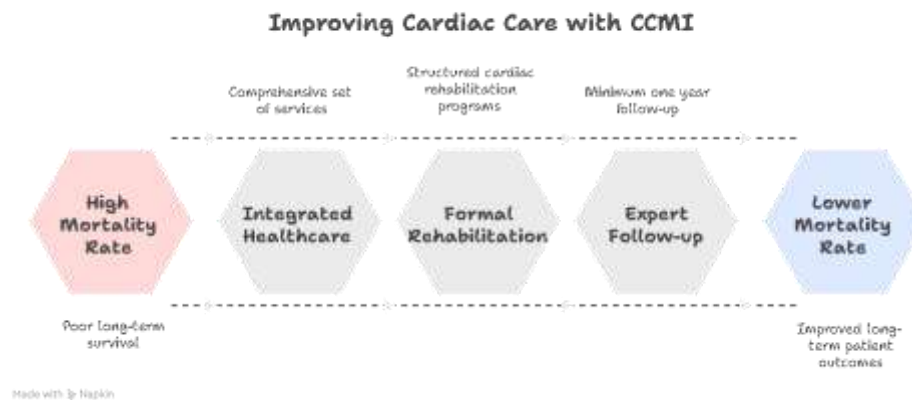 Improving Cardiac Care with CCMI
Comprehensive set
of services
Structured cardiac
rehabilitation
programs
Minimum one year
follow-up
High
Mortality
Rate
Integrated
Healthcare
Formal
Rehabilitation
Expert
Follow-up
Lower
Mortality
Rate
Poor long-term
survival
Improved long-
term patient
outcomes
Made with Napkin